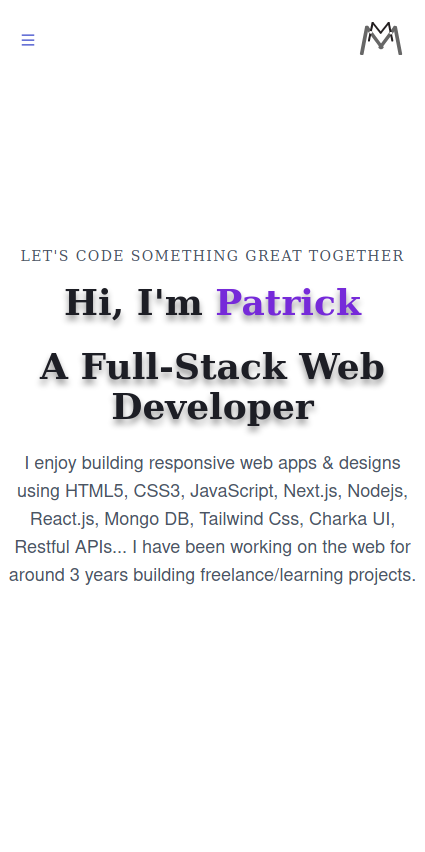 LET'S CODE SOMETHING GREAT TOGETHER
Hi, I'm Patrick
A Full-Stack Web
Developer
I enjoy building responsive web apps & designs
using HTML5, CSS3, JavaScript, Next.js, Nodejs,
React.js, Mongo DB, Tailwind Css, Charka UI,
Restful APIs... I have been working on the web for
around 3 years building freelance/learning projects.